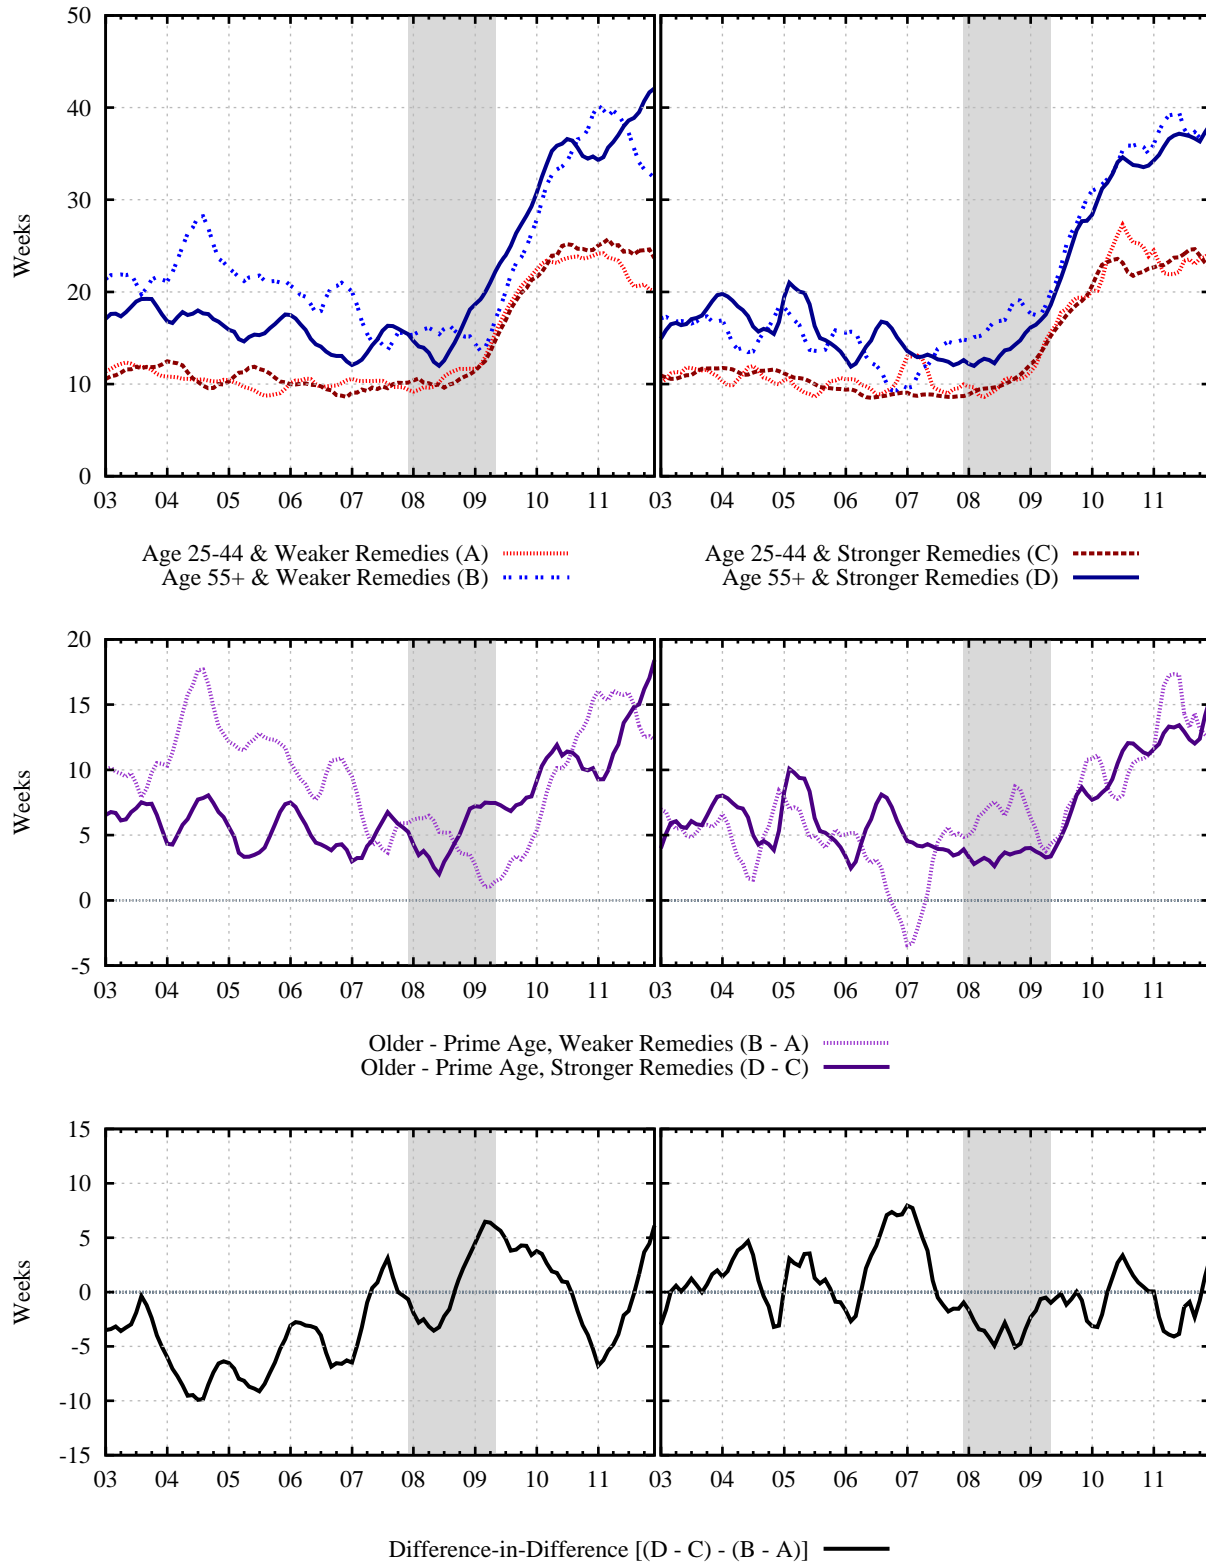 50
40
30
20
10
0
Weeks
03 04 05 06 07 08 09 10 11
03 04 05 06 07 08 09 10 11
Age 25-44 & Weaker Remedies (A)
Age 55+ & Weaker Remedies (B)
Age 25-44 & Stronger Remedies (C)
Age 55+ & Stronger Remedies (D)
20
15
10
5
0
-5
Weeks
03 04 05 06 07 08 09 10 11
03 04 05 06 07 08 09 10 11
Older - Prime Age, Weaker Remedies (B - A)
Older - Prime Age, Stronger Remedies (D - C)
15
10
5
0
-5
-10
-15
Weeks
03 04 05 06 07 08 09 10 11
03 04 05 06 07 08 09 10 11
Difference-in-Difference [(D - C) - (B - A)]